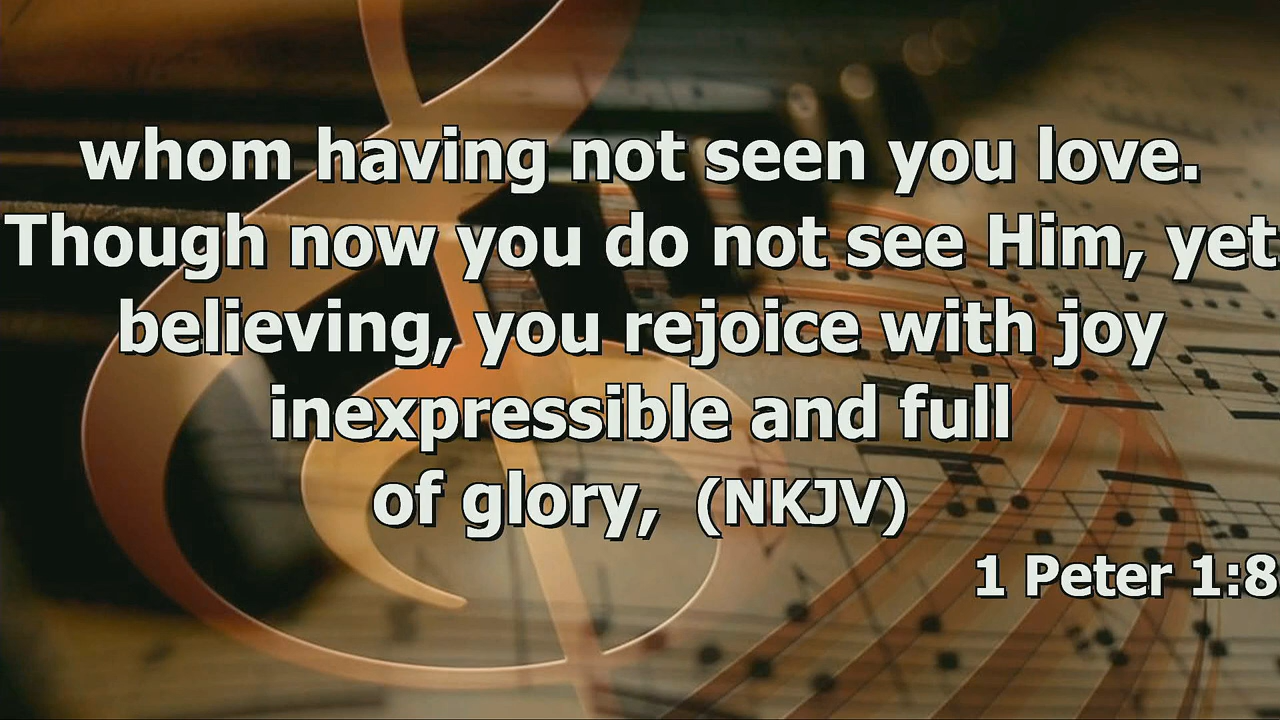 whom having not seen you love.
Though now you do not see Him, yet
believing, you rejoice with joy
inexpressible and full
of glory, (NKJV)
1 Peter 1:8